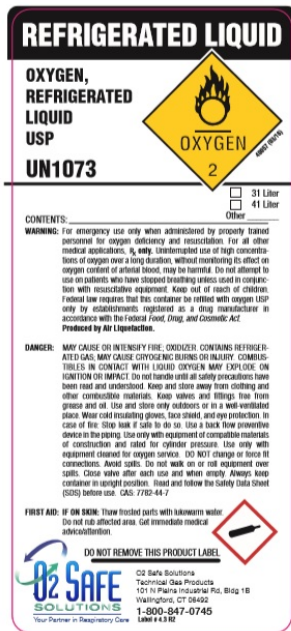 REFRIGERATED LIQUID
OXYGEN,
REFRIGERATED
LIQUID
USP
UN1073
OXYGEN
2
31 Liter
41 Liter
Other
CONTENTS:
WARNING: For emergency use only when administered by properly trained
personnel for oxygen deficiency and resuscitation. For all other
medical applications, Rx only. Uninterrupted use of high concentra-
tions of oxygen over a long duration, without monitoring its effect on
oxygen content of arterial blood, may be harmful. Do not attempt to
use on patients who have stopped breathing unless used in conjunc-
tion with resuscitative equipment. Keep out of reach of children.
Federal law requires that this container be refilled with oxygen USP
only by establishments registered as a drug manufacturer in
accordance with the Federal Food, Drug, and Cosmetic Act.
Produced by Air Liquefaction.
DANGER: MAY CAUSE OR INTENSIFY FIRE; OXIDIZER. CONTAINS REFRIGER-
ATED GAS; MAY CAUSE CRYOGENIC BURNS OR INJURY. COMBUS-
TIBLES IN CONTACT WITH LIQUID OXYGEN MAY EXPLODE ON
IGNITION OR IMPACT. Do not handle until all safety precautions have
been read and understood. Keep and store away from clothing and
other combustible materials. Keep valves and fittings free from
grease and oil. Use and store only outdoors or in a well-ventilated
place. Wear cold insulating gloves, face shield, and eye protection. In
case of fire: Stop leak if safe to do so. Use a back flow preventive
device in the piping. Use only with equipment of compatible materials
of construction and rated for cylinder pressure. Use only with
equipment cleaned for oxygen service. DO NOT change or force fit
connections. Avoid spills. Do not walk on or roll equipment over
spills. Close valve after each use and when empty. Always keep
container in upright position. Read and follow the Safety Data Sheet
(SDS) before use. CAS: 7782-44-7
FIRST AID: IF ON SKIN: Thaw frosted parts with lukewarm water.
Do not rub affected area. Get immediate medical
advice/attention.
DO NOT REMOVE THIS PRODUCT LABEL
O2 SAFE
SOLUTIONS
Your Partner in Respiratory Care
O2 Safe Solutions
Technical Gas Products
101 N Plains Industrial Rd, Bldg 1B
Wallingford, CT 06492
1-800-847-0745
Label # 4.3 R2